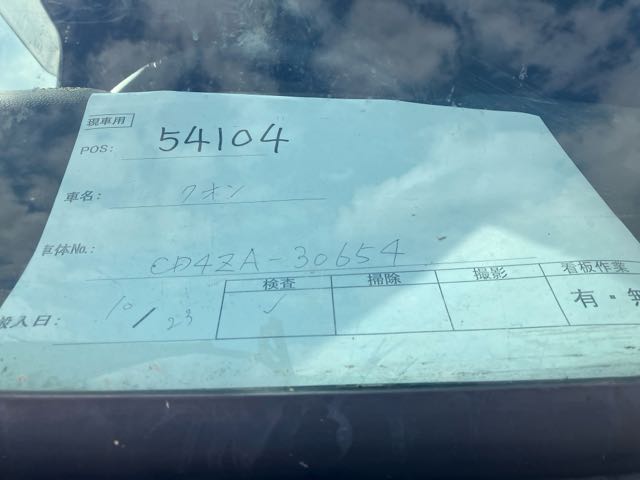 現車用
POS: 54104
車名: クオン
車体No.: CD4ZA-30654
検査 掃除 撮影 看板作業
搬入日: 10/23 ✓ 有・無